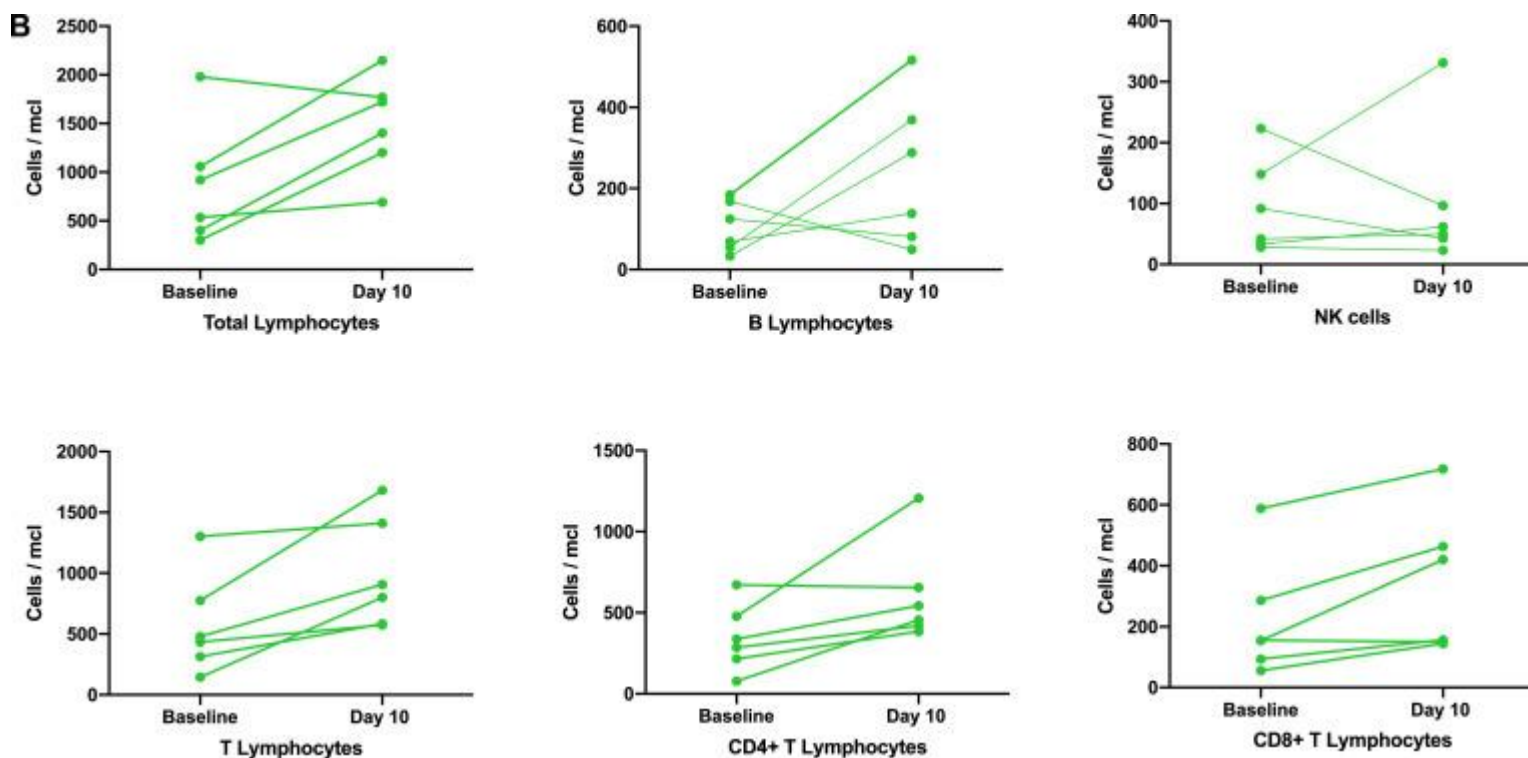 B
2500
2000
1500
1000
500
0
Cells / mcl
Baseline Day 10
Total Lymphocytes
600
400
200
0
Cells / mcl
Baseline Day 10
B Lymphocytes
400
300
200
100
0
Cells / mcl
Baseline Day 10
NK cells
2000
1500
1000
500
0
Cells / mcl
Baseline Day 10
T Lymphocytes
1500
1000
500
0
Cells / mcl
Baseline Day 10
CD4+ T Lymphocytes
800
600
400
200
0
Cells / mcl
Baseline Day 10
CD8+ T Lymphocytes